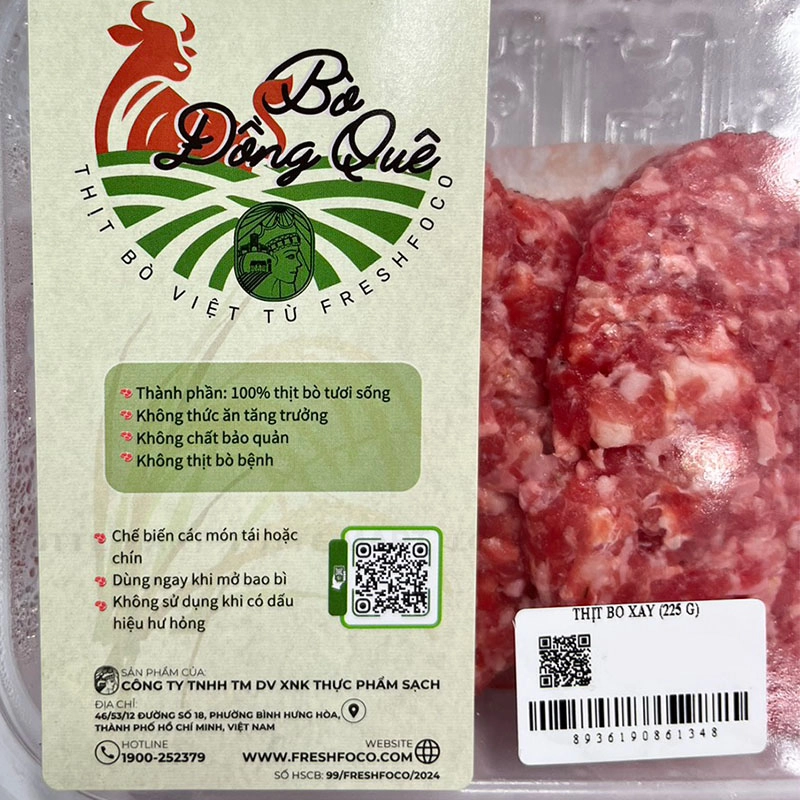 Bò
Đồng Quê
THỊT BÒ VIỆT TỪ FRESHFOCO
Thành phần: 100% thịt bò tươi sống
Không thức ăn tăng trưởng
Không chất bảo quản
Không thịt bò bệnh
Chế biến các món tái hoặc
chín
Dùng ngay khi mở bao bì
Không sử dụng khi có dấu
hiệu hư hỏng
SẢN PHẨM CỦA:
CÔNG TY TNHH TM DV XNK THỰC PHẨM SẠCH
ĐỊA CHỈ:
46/53/12 ĐƯỜNG SỐ 18, PHƯỜNG BÌNH HƯNG HÒA,
THÀNH PHỐ HỒ CHÍ MINH, VIỆT NAM
HOTLINE
1900-252379
WEBSITE
WWW.FRESHFOCO.COM
SỐ HSCB: 99/FRESHFOCO/2024
THỊT BO XAY (225 G)
8936190861348